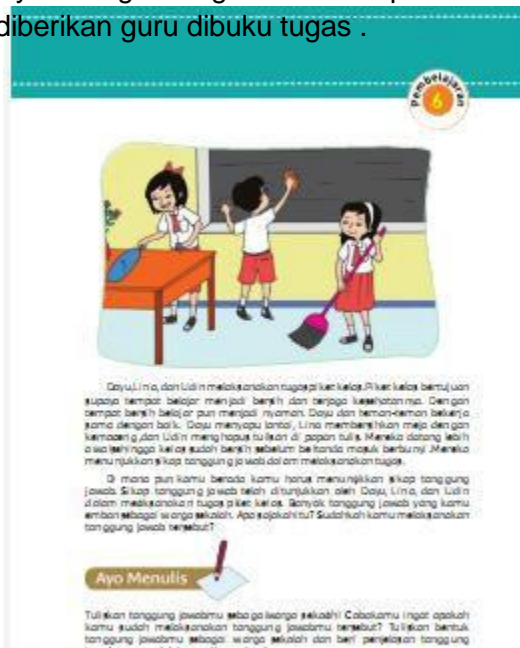 diberikan guru dibuku tugas .
Pembelajaran
6
Dayu,Lina, dan Udin melaksanakan tugas piket kelas.Piket kelas bertujuan
supaya tempat belajar menjadi bersih dan terjaga kesehatannya. Dengan
tempat bersih belajar pun menjadi nyaman. Dayu dan teman-teman bekerja
sama dengan baik. Dayu menyapu lantai, Lina membersihkan meja dengan
kemoceng ,dan Udin menghapus tulisan di papan tulis. Mereka datang lebih
awal sehingga kelas sudah bersih sebelum be tanda masuk berbunyi .Mereka
menunjukkan sikap tanggung jawab dalam melaksanakan tugas.
Di mana pun kamu berada kamu harus menunjukkan sikap tanggung
jawab. Sikap tanggung jawab telah ditunjukkan oleh Dayu, Lina, dan Udin
dalam melaksanakan tugas piket kelas. Banyak tanggung jawab yang kamu
emban sebagai warga sekolah. Apa sajakah itu? Sudahkah kamu melaksanakan
tanggung jawab tersebut?
Ayo Menulis
Tuliskan tanggung jawabmu sebagai warga sekolah! Coba kamu ingat apakah
kamu sudah melaksanakan tanggung jawabmu tersebut? Tuliskan bentuk
tanggung jawabmu sebagai warga sekolah dan beri penjelasan tanggung